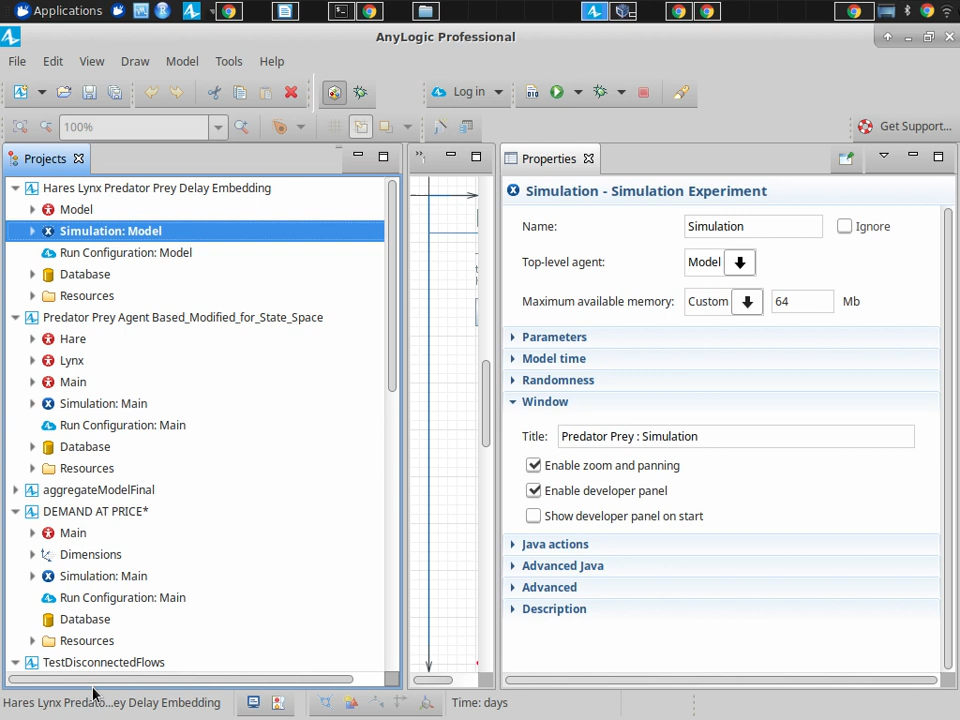 Applications
AnyLogic Professional
File Edit View Draw Model Tools Help
Log in
100%
Get Support...
Projects
Properties
Hares Lynx Predator Prey Delay Embedding
Model
Simulation: Model
Run Configuration: Model
Database
Resources
Predator Prey Agent Based_Modified_for_State_Space
Hare
Lynx
Main
Simulation: Main
Run Configuration: Main
Database
Resources
aggregateModelFinal
DEMAND AT PRICE*
Main
Dimensions
Simulation: Main
Run Configuration: Main
Database
Resources
TestDisconnectedFlows
Simulation - Simulation Experiment
Name: Simulation Ignore
Top-level agent: Model
Maximum available memory: Custom 64 Mb
Parameters
Model time
Randomness
Window
Title: Predator Prey : Simulation
Enable zoom and panning
Enable developer panel
Show developer panel on start
Java actions
Advanced Java
Advanced
Description
Hares Lynx Predato...ey Delay Embedding
Time: days